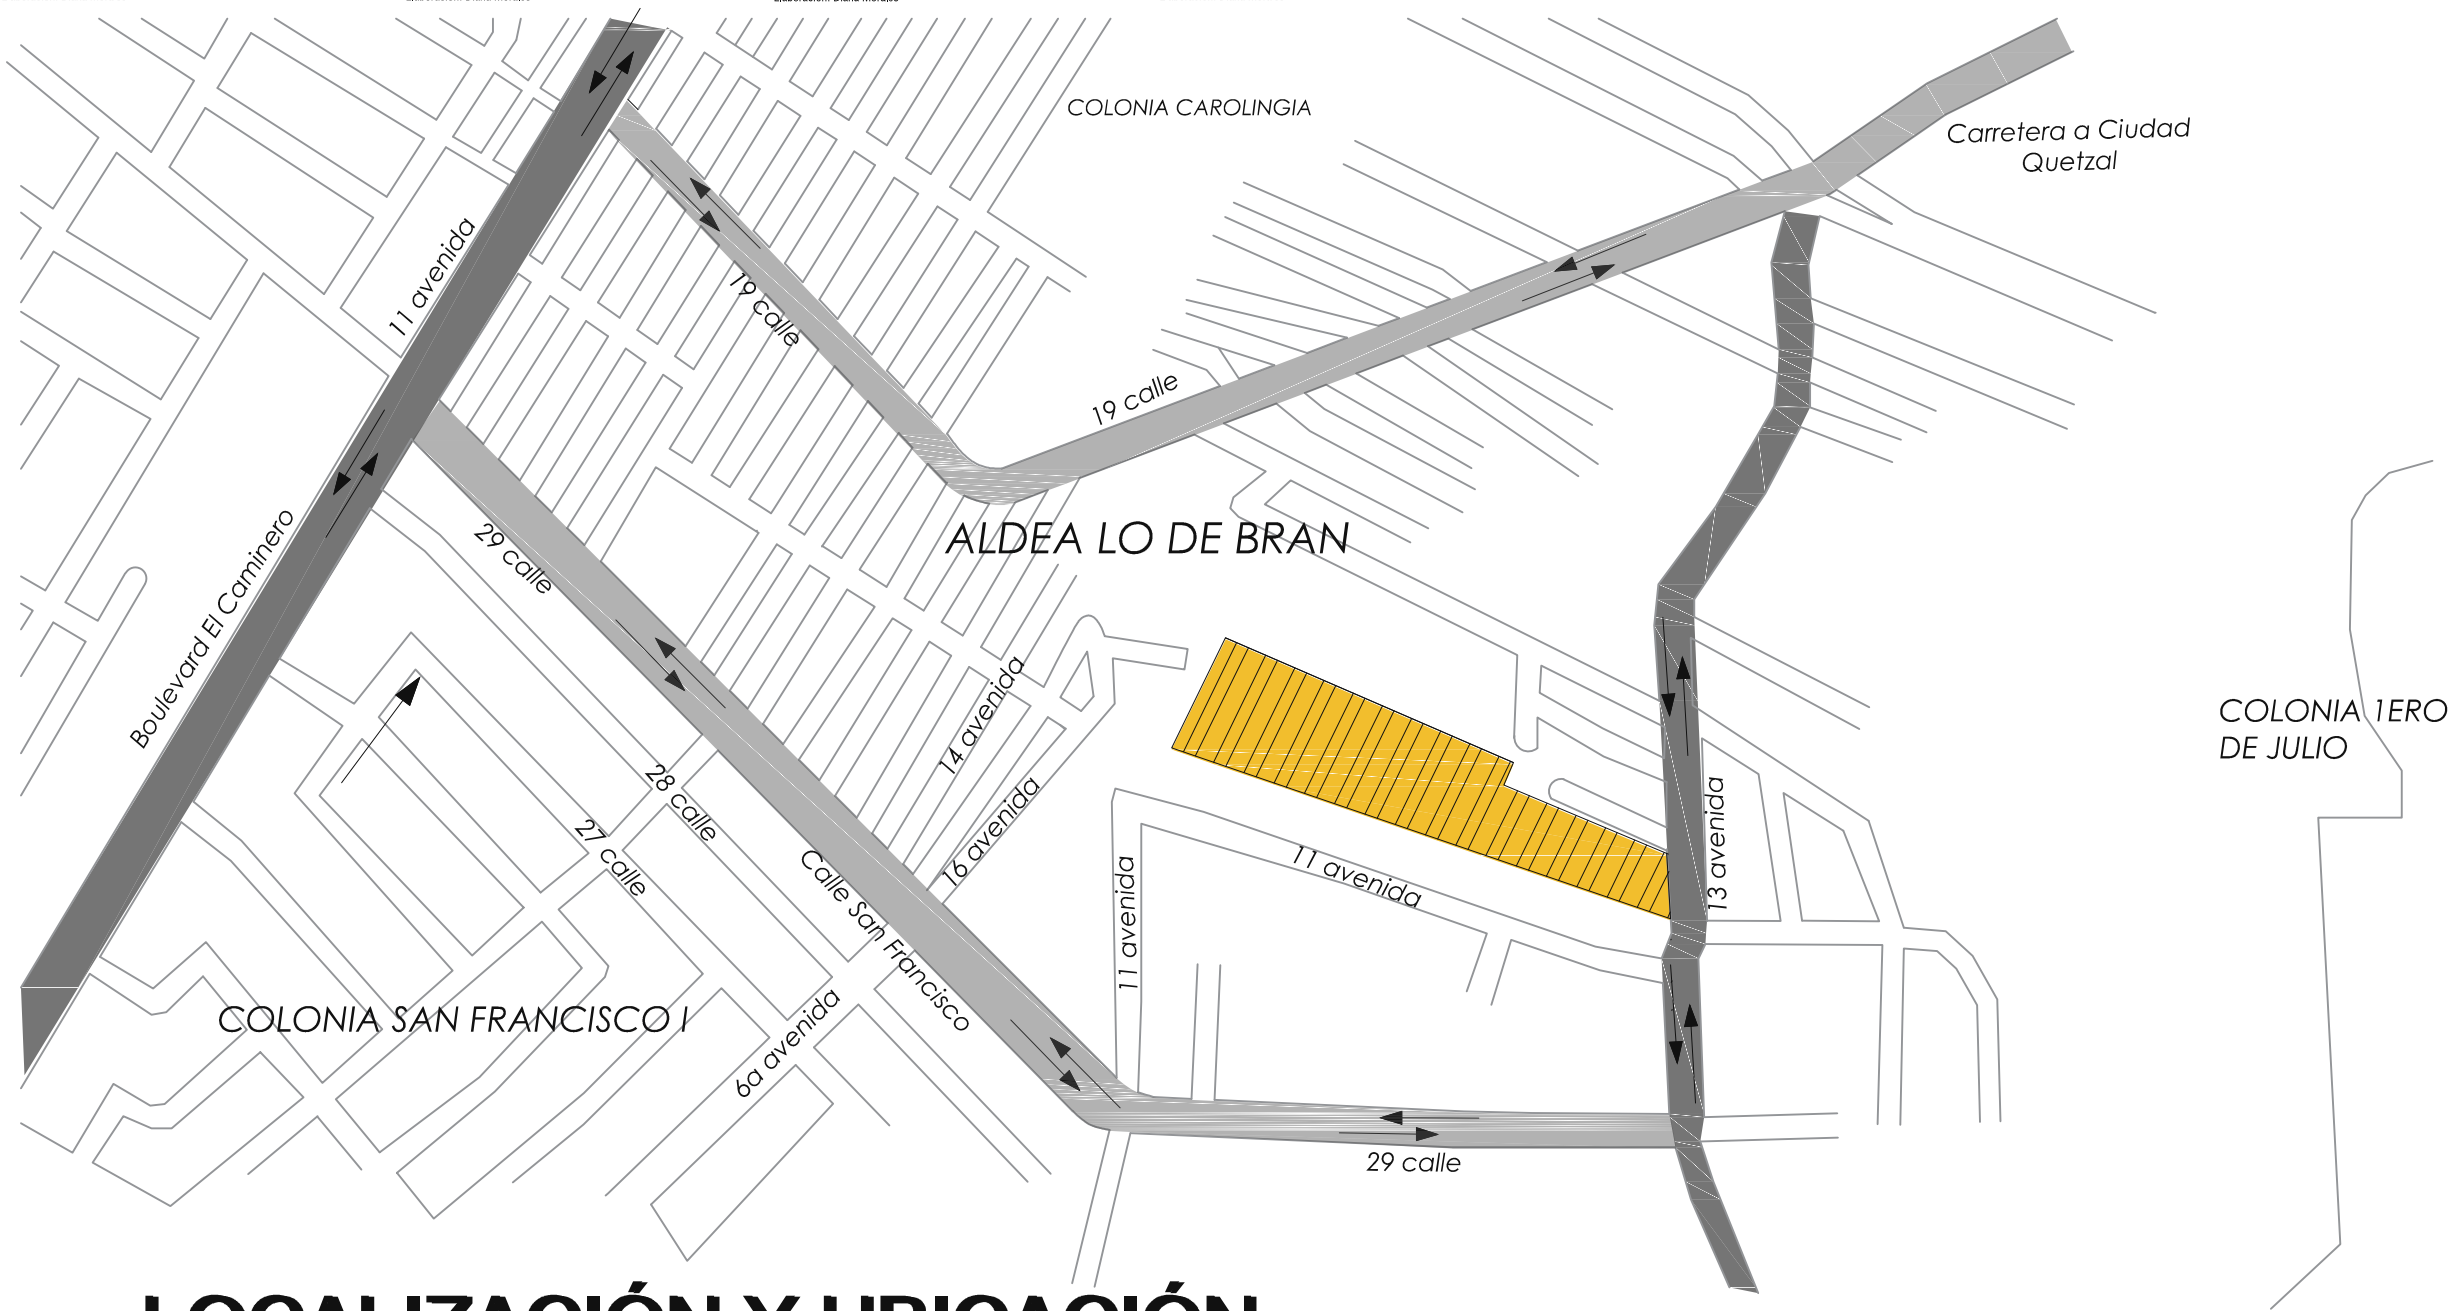 COLONIA CAROLINGIA
Carretera a Ciudad
Quetzal
11 avenida
19 calle
19 calle
ALDEA LO DE BRAN
29 calle
Boulevard El Caminero
14 avenida
COLONIA 1ERO
DE JULIO
28 calle
16 avenida
13 avenida
27 calle
Calle San Francisco
11 avenida
11 avenida
COLONIA SAN FRANCISCO I
6a avenida
29 calle
LOCALIZACIÓN Y UBICACIÓN